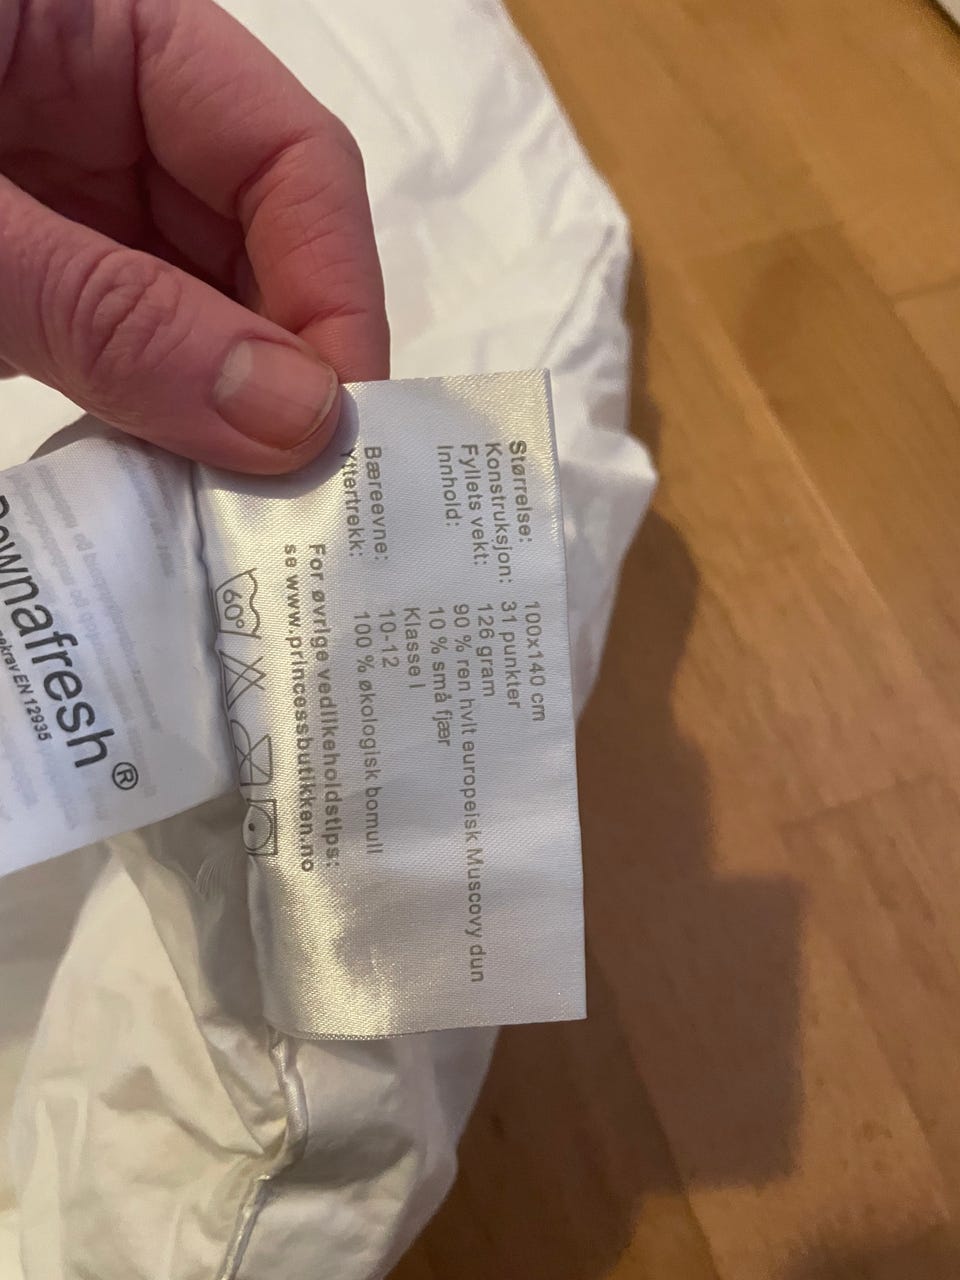 Størrelse: 100x140 cm
Konstruksjon: 31 punkter
Fyllets vekt: 126 gram
Innhold: 90 % ren hvit europeisk Muscovy dun
10 % små fjær
Klasse I
Bæreevne: 10-12
Yttertrekk: 100 % økologisk bomull
For øvrige vedlikeholdstips:
se www.princessbutikken.no
60°
ownafresh®
EN 12935